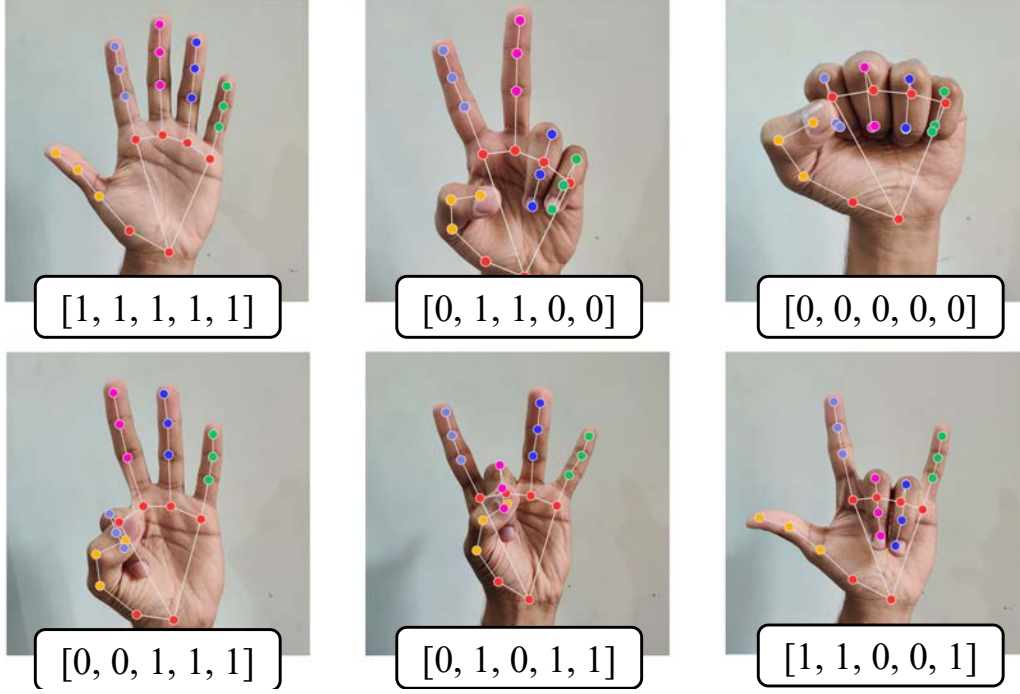 [1, 1, 1, 1, 1]
[0, 1, 1, 0, 0]
[0, 0, 0, 0, 0]
[0, 0, 1, 1, 1]
[0, 1, 0, 1, 1]
[1, 1, 0, 0, 1]